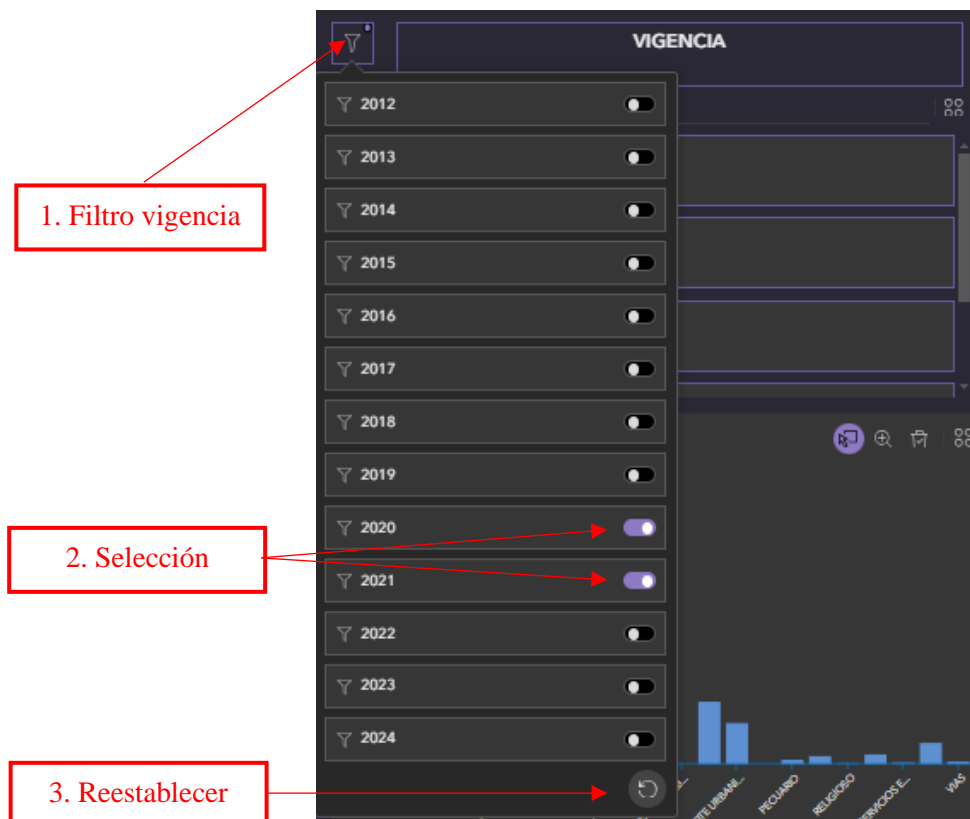 VIGENCIA
2012
2013
2014
1. Filtro vigencia
2015
2016
2017
2018
2019
2020
2. Selección
2021
2022
2023
2024
3. Reestablecer
PECUARIO
RELIGIOSO
VIAS